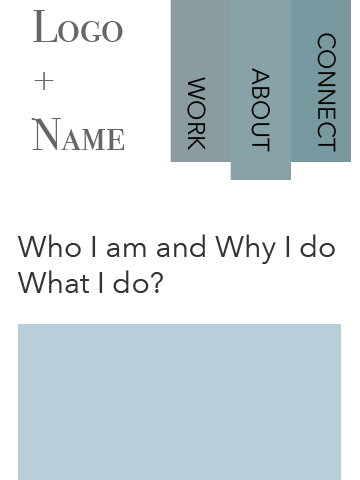 Logo
+
Name
WORK
ABOUT
CONNECT
Who I am and Why I do
What I do?